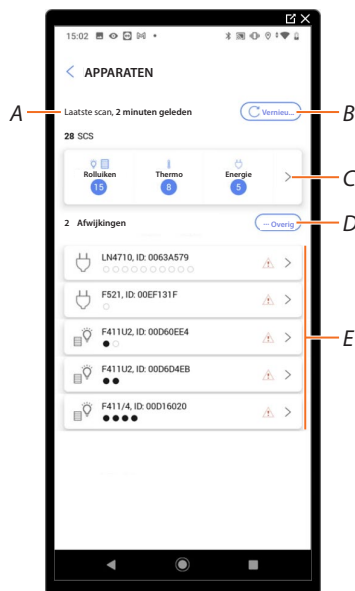 15:02
APPARATEN
A
Laatste scan, 2 minuten geleden
Vernieu...
B
28 SCS
Rolluiken
Thermo
Energie
15
8
5
C
2 Afwijkingen
... Overig
D
LN4710, ID: 0063A579
F521, ID: 00EF131F
E
F411U2, ID: 00D60EE4
F411U2, ID: 00D6D4EB
F411/4, ID: 00D16020